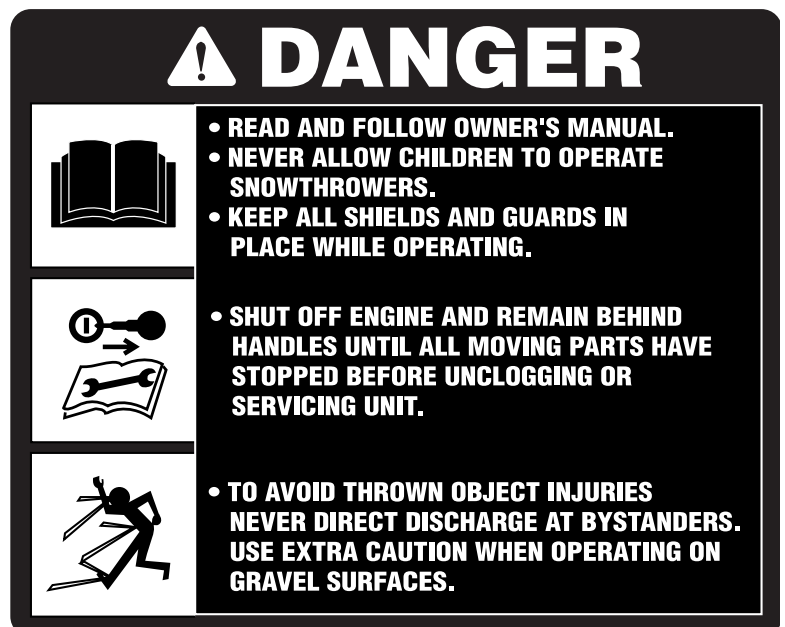 DANGER
• READ AND FOLLOW OWNER'S MANUAL.
• NEVER ALLOW CHILDREN TO OPERATE
SNOWTHROWERS.
• KEEP ALL SHIELDS AND GUARDS IN
PLACE WHILE OPERATING.
• SHUT OFF ENGINE AND REMAIN BEHIND
HANDLES UNTIL ALL MOVING PARTS HAVE
STOPPED BEFORE UNCLOGGING OR
SERVICING UNIT.
• TO AVOID THROWN OBJECT INJURIES
NEVER DIRECT DISCHARGE AT BYSTANDERS.
USE EXTRA CAUTION WHEN OPERATING ON
GRAVEL SURFACES.